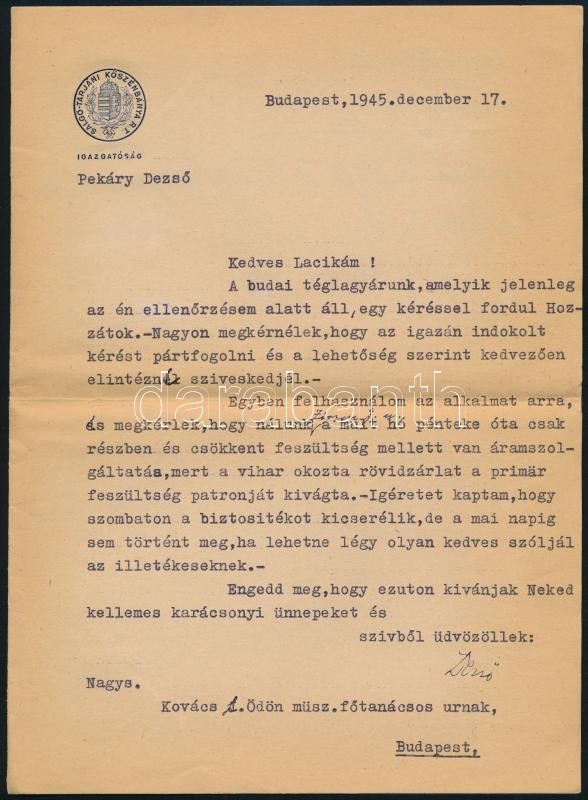 SALGO-TARJÁNI KŐSZÉNBÁNYA R.T.
IGAZGATÓSÁG
Budapest,1945.december 17.
Pekáry Dezső
Kedves Lacikám !
A budai téglagyárunk,amelyik jelenleg
az én ellenőrzésem alatt áll,egy kéréssel fordul Hoz-
zátok.-Nagyon megkérnélek,hogy az igazán indokolt
kérést pártfogolni és a lehetőség szerint kedvezően
elintézné sziveskedjél.-
Egyben felhasználom az alkalmat arra,
és megkérlek,hogy nálunk a mult hó pénteke óta csak
részben és csökkent feszültség mellett van áramszol-
gáltatás,mert a vihar okozta rövidzárlat a primär
feszültség patronját kivágta.-Igéretet kaptam,hogy
szombaton a biztositékot kicserélik,de a mai napig
sem történt meg,ha lehetne légy olyan kedves szóljál
az illetékeseknek.-
Engedd meg,hogy ezuton kivánjak Neked
kellemes karácsonyi ünnepeket és
szivből üdvözöllek:
Dezső
Nagys.
Kovács .Ödön müsz.főtanácsos urnak,
Budapest,
darabanth
.com